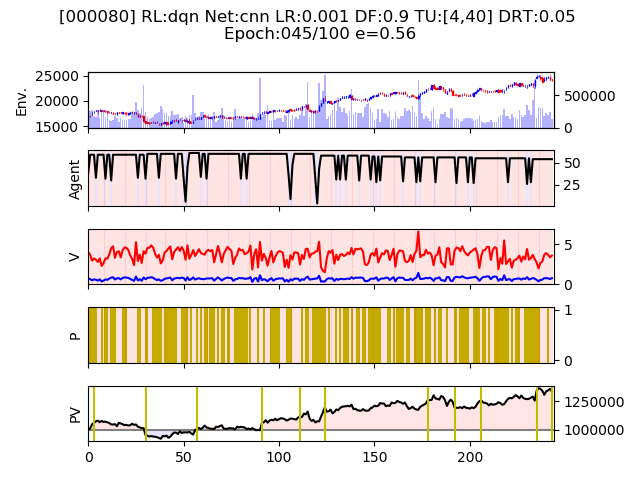 [000080] RL:dqn Net:cnn LR:0.001 DF:0.9 TU:[4,40] DRT:0.05
Epoch:045/100 e=0.56
Env.
25000
20000
15000
500000
0
Agent
50
25
V
5
0
P
1
0
PV
1250000
1000000
0
50
100
150
200